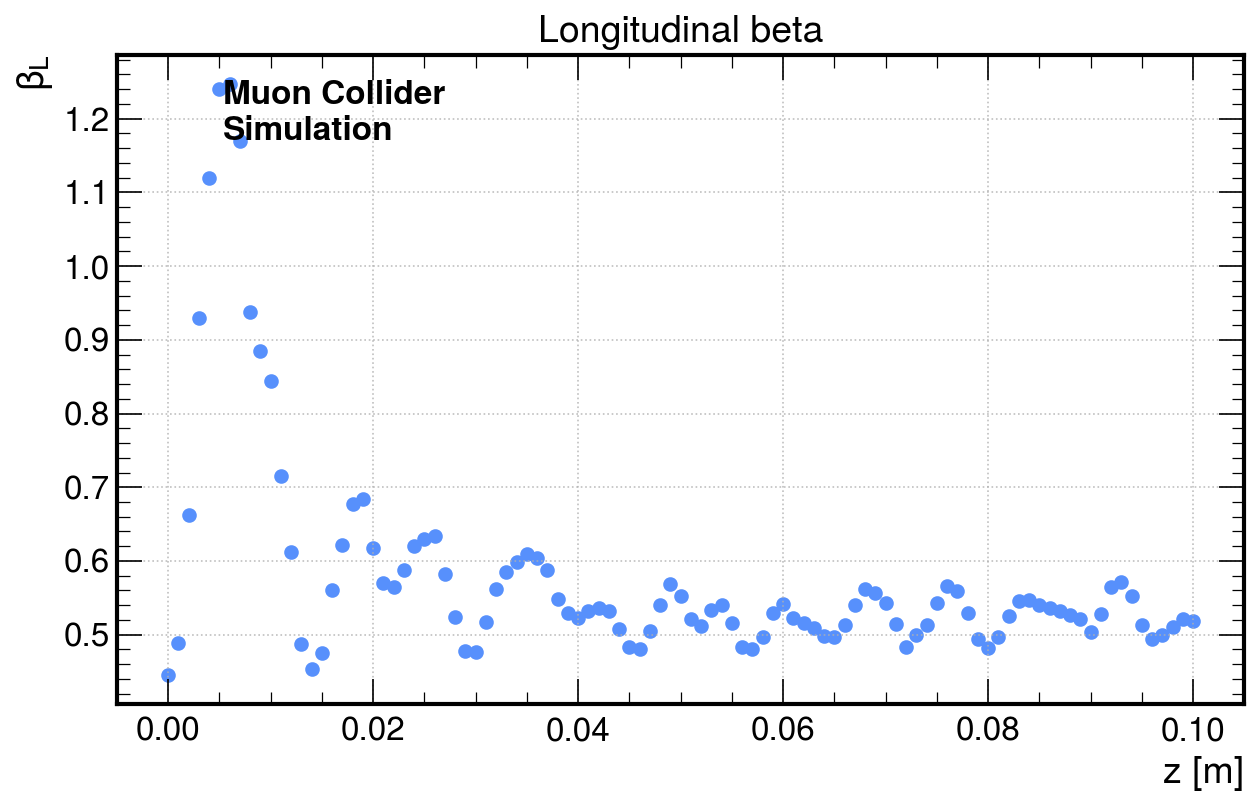 Longitudinal beta
βL
Muon Collider
Simulation
1.2
1.1
1.0
0.9
0.8
0.7
0.6
0.5
0.00 0.02 0.04 0.06 0.08 0.10
z [m]